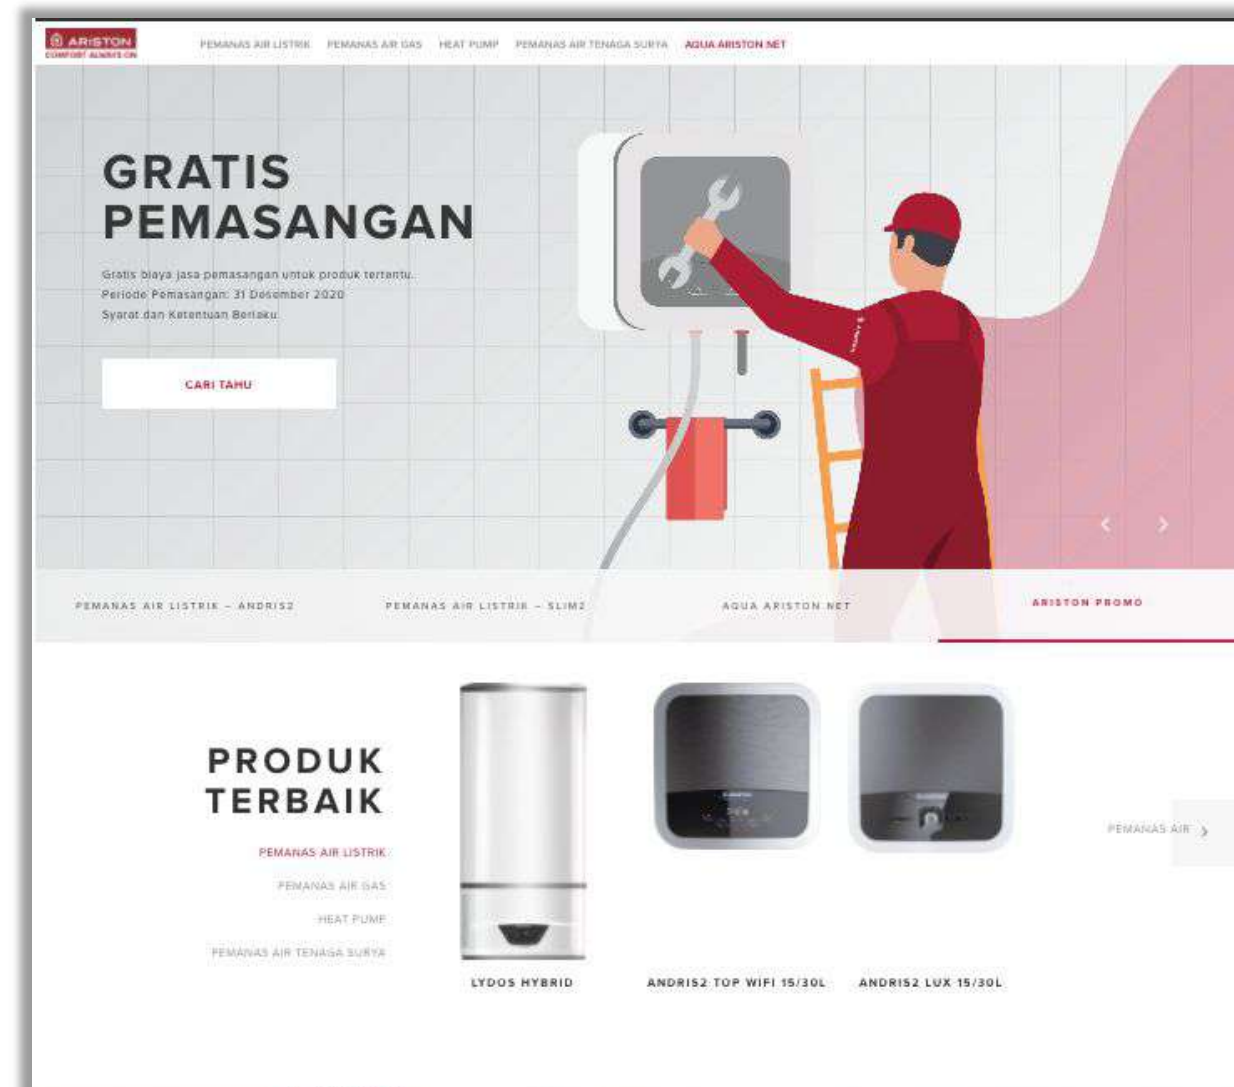 ARISTON
COMFORT ALWAYS ON
PEMANAS AIR LISTRIK PEMANAS AIR GAS HEAT PUMP PEMANAS AIR TENAGA SURYA AQUA ARISTON NET
GRATIS
PEMASANGAN
Gratis biaya jasa pemasangan untuk produk tertentu.
Periode Pemasangan: 31 Desember 2020
Syarat dan Ketentuan Berlaku.
CARI TAHU
PEMANAS AIR LISTRIK – ANDRIS2
PEMANAS AIR LISTRIK – SLIM2
AQUA ARISTON NET
ARISTON PROMO
PRODUK
TERBAIK
PEMANAS AIR LISTRIK
PEMANAS AIR GAS
HEAT PUMP
PEMANAS AIR TENAGA SURYA
LYDOS HYBRID
ANDRIS2 TOP WIFI 15/30L
ANDRIS2 LUX 15/30L
PEMANAS AIR